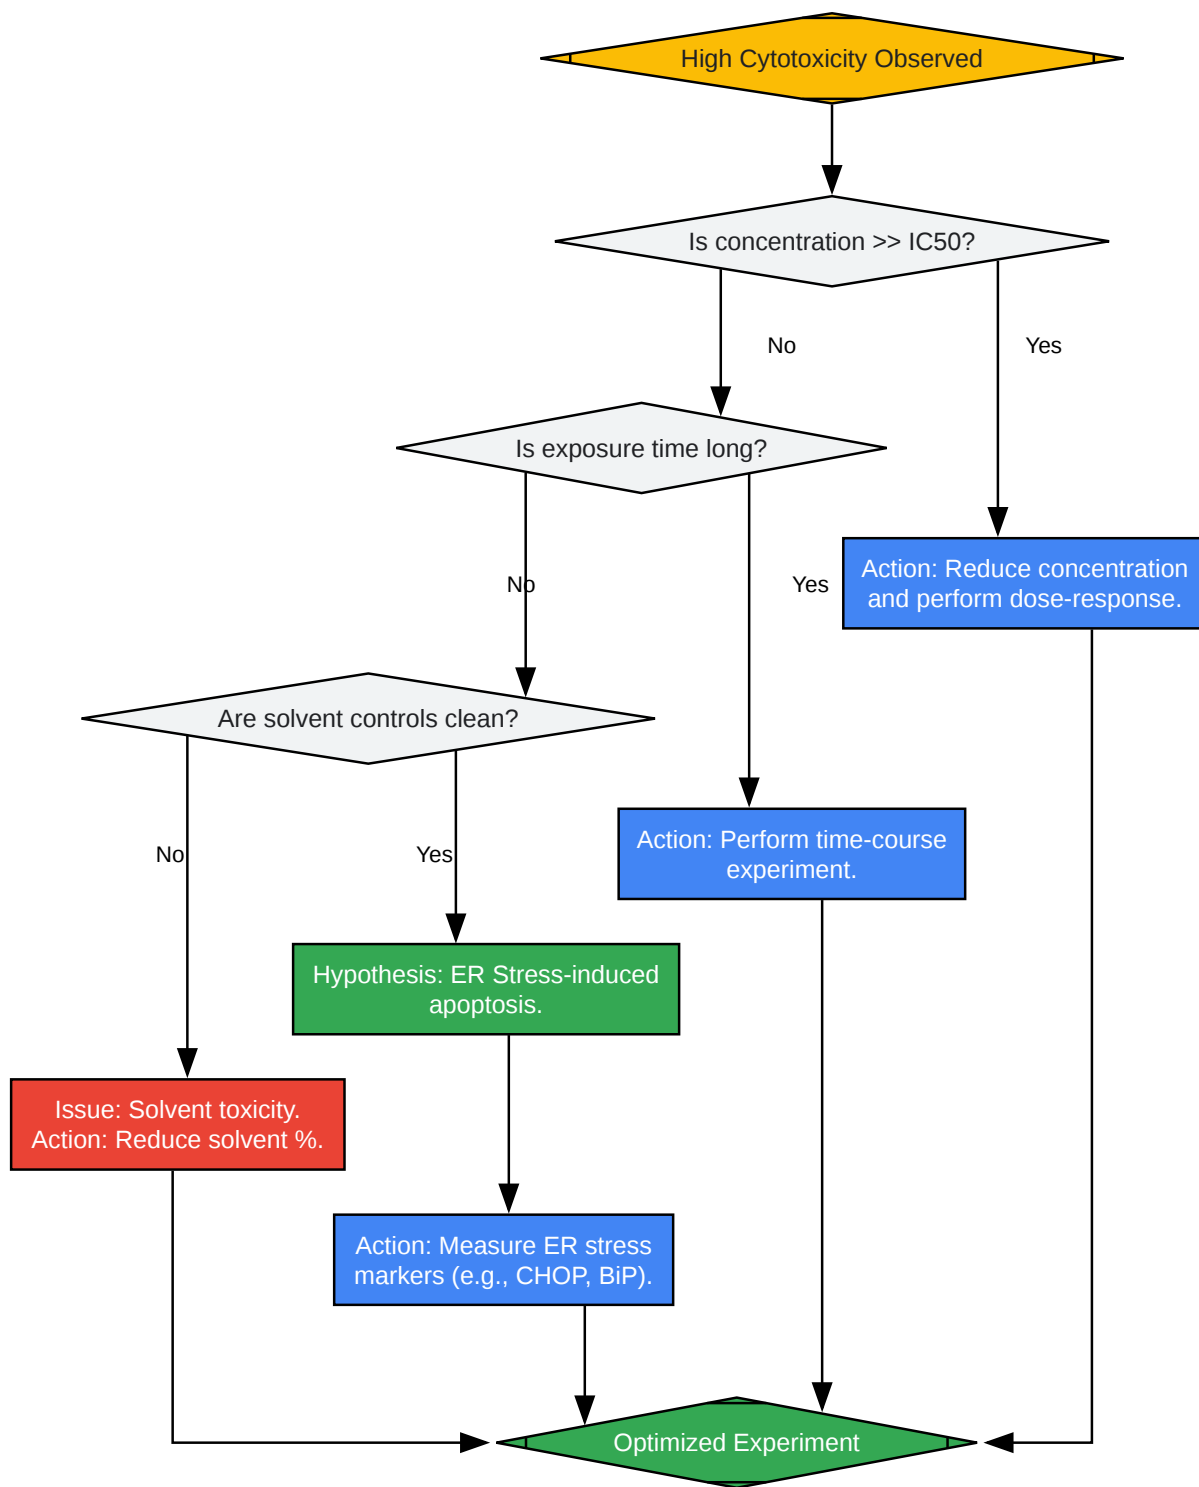 High Cytotoxicity Observed
Is concentration >> IC50?
No
Yes
Is exposure time long?
Action: Reduce concentration
and perform dose-response.
No
Yes
Are solvent controls clean?
Action: Perform time-course
experiment.
No
Yes
Hypothesis: ER Stress-induced
apoptosis.
Issue: Solvent toxicity.
Action: Reduce solvent %.
Action: Measure ER stress
markers (e.g., CHOP, BiP).
Optimized Experiment